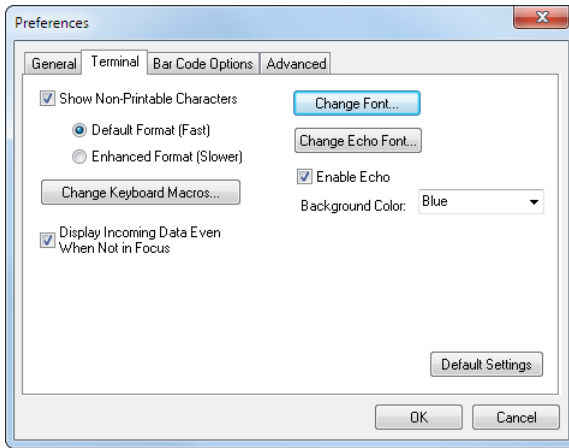 Preferences
General Terminal Bar Code Options Advanced
Show Non-Printable Characters
Default Format (Fast)
Enhanced Format (Slower)
Change Keyboard Macros...
Display Incoming Data Even
When Not in Focus
Change Font...
Change Echo Font...
Enable Echo
Background Color: Blue
Default Settings
OK Cancel